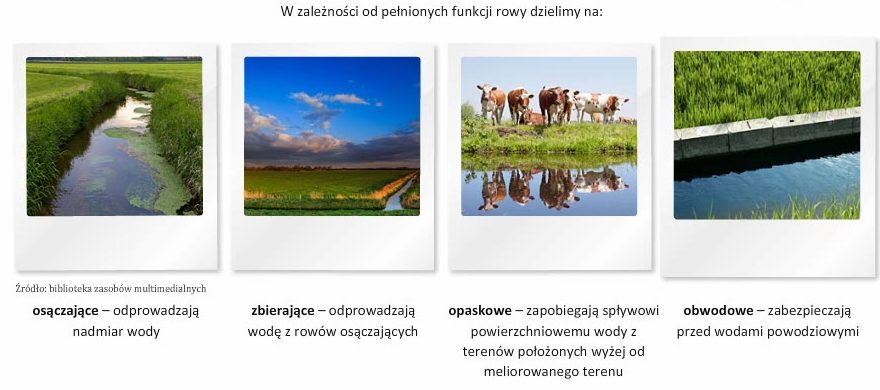 W zależności od pełnionych funkcji rowy dzielimy na:
Źródło: biblioteka zasobów multimedialnych
osączające – odprowadzają
nadmiar wody
zbierające – odprowadzają
wodę z rowów osączających
opaskowe – zapobiegają spływowi
powierzchniowemu wody z
terenów położonych wyżej od
meliorowanego terenu
obwodowe – zabezpieczają
przed wodami powodziowymi